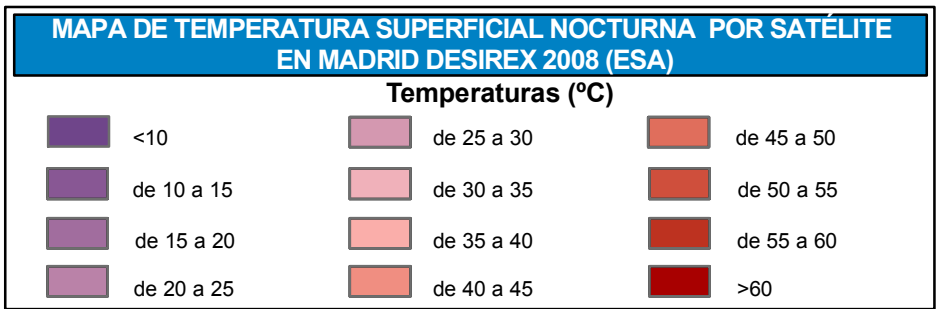 MAPA DE TEMPERATURA SUPERFICIAL NOCTURNA POR SATÉLITE
EN MADRID DESIREX 2008 (ESA)
Temperaturas (ºC)
<10
de 10 a 15
de 15 a 20
de 20 a 25
de 25 a 30
de 30 a 35
de 35 a 40
de 40 a 45
de 45 a 50
de 50 a 55
de 55 a 60
>60